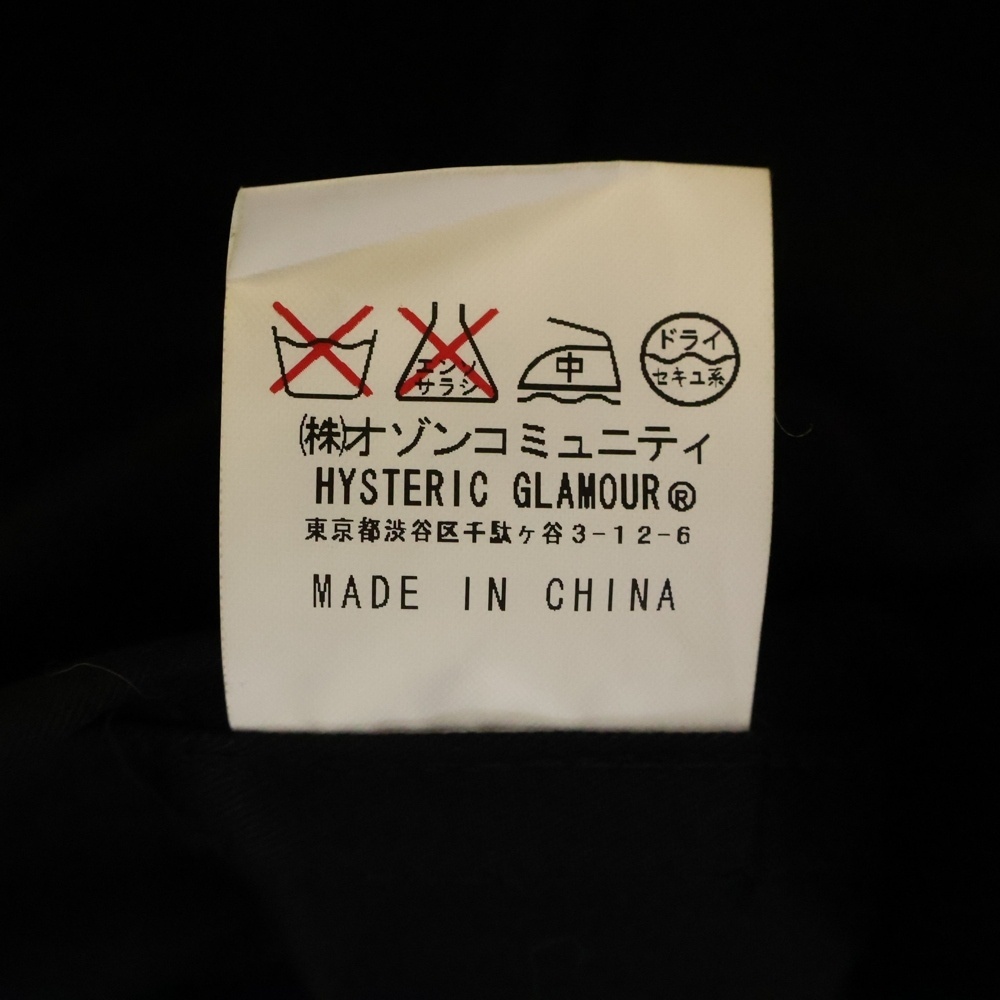 エンソ
サラシ
中
ドライ
セキユ系
㈱オゾンコミュニティ
HYSTERIC GLAMOUR®
東京都渋谷区千駄ヶ谷3-12-6
MADE IN CHINA